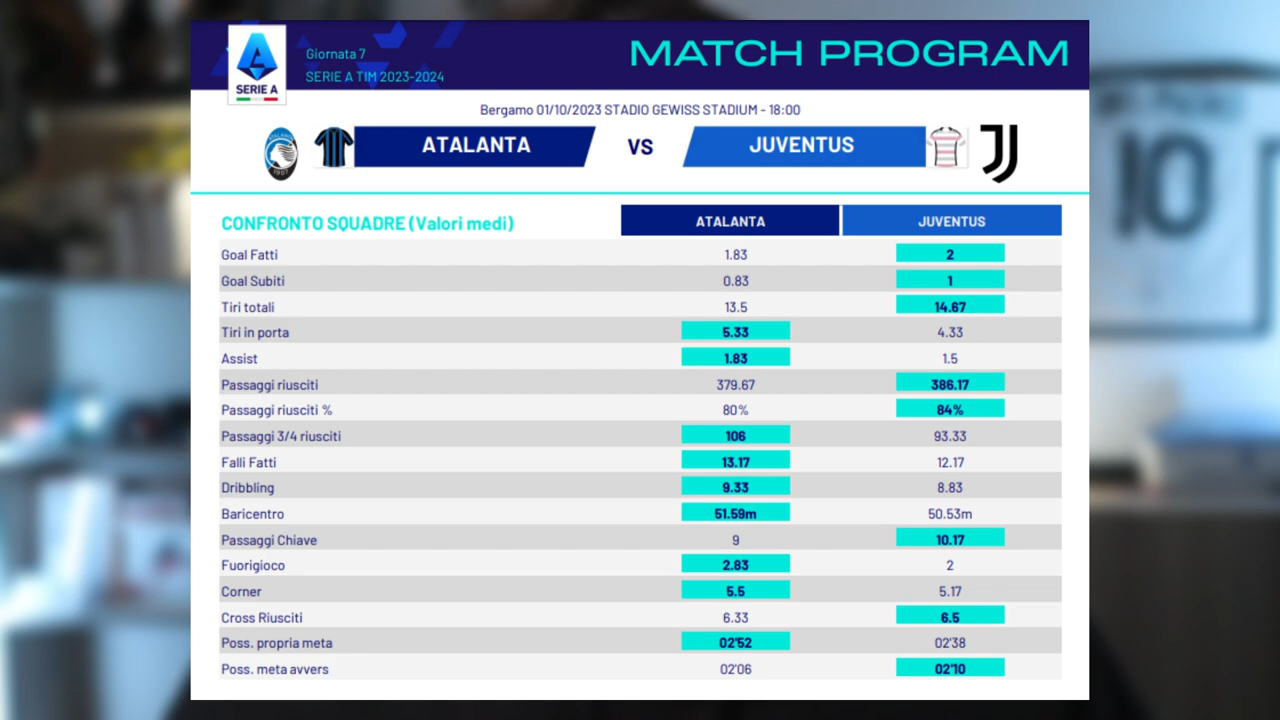 Giornata 7
SERIE A TIM 2023-2024
MATCH PROGRAM
SERIE A
Bergamo 01/10/2023 STADIO GEWISS STADIUM - 18:00
ATALANTA VS JUVENTUS
1907
CONFRONTO SQUADRE (Valori medi) ATALANTA JUVENTUS
Goal Fatti 1.83 2
Goal Subiti 0.83 1
Tiri totali 13.5 14.67
Tiri in porta 5.33 4.33
Assist 1.83 1.5
Passaggi riusciti 379.67 386.17
Passaggi riusciti % 80% 84%
Passaggi 3/4 riusciti 106 93.33
Falli Fatti 13.17 12.17
Dribbling 9.33 8.83
Baricentro 51.59m 50.53m
Passaggi Chiave 9 10.17
Fuorigioco 2.83 2
Corner 5.5 5.17
Cross Riusciti 6.33 6.5
Poss. propria meta 02'52 02'38
Poss. meta avvers 02'06 02'10
10